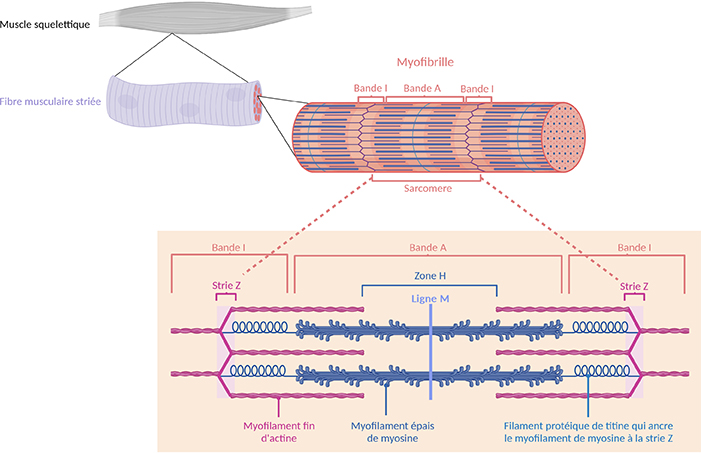 Muscle squelettique
Myofibrille
Bande I
Bande A
Bande I
Fibre musculaire striée
Sarcomere
Bande I
Bande A
Bande I
Strie Z
Zone H
Strie Z
Ligne M
Myofilament fin
d'actine
Myofilament épais
de myosine
Filament protéique de titine qui ancre
le myofilament de myosine à la strie Z